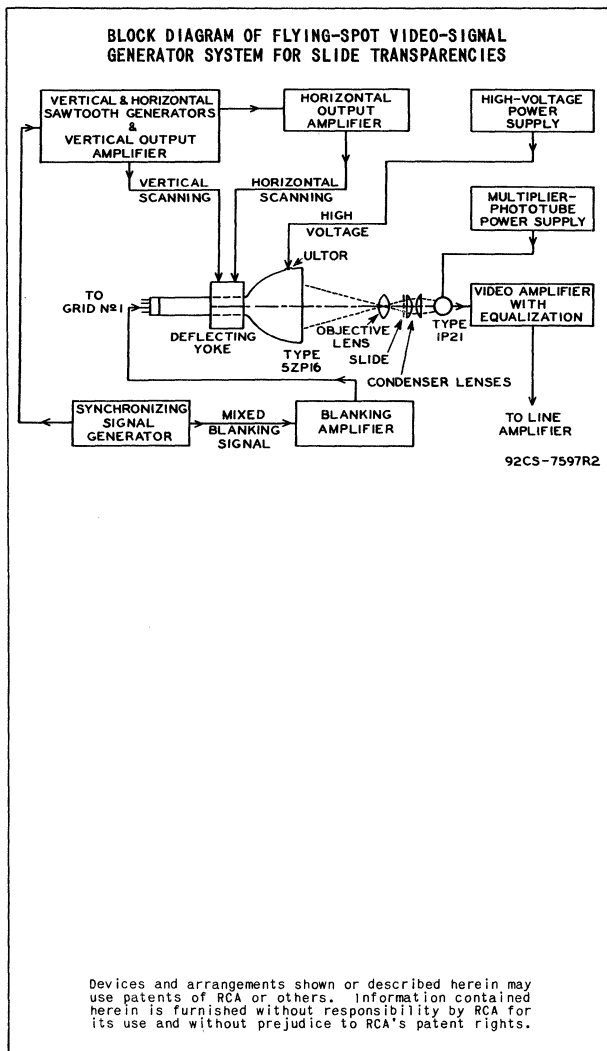 BLOCK DIAGRAM OF FLYING-SPOT VIDEO-SIGNAL
GENERATOR SYSTEM FOR SLIDE TRANSPARENCIES
VERTICAL & HORIZONTAL
SAWTOOTH GENERATORS
&
VERTICAL OUTPUT
AMPLIFIER
HORIZONTAL
OUTPUT
AMPLIFIER
HIGH-VOLTAGE
POWER
SUPPLY
VERTICAL
SCANNING
HORIZONTAL
SCANNING
HIGH
VOLTAGE
MULTIPLIER-
PHOTOTUBE
POWER SUPPLY
ULTOR
TO
GRID Nº1
DEFLECTING
YOKE
TYPE
5ZP16
OBJECTIVE
LENS
SLIDE
CONDENSER LENSES
TYPE
1P21
VIDEO AMPLIFIER
WITH
EQUALIZATION
SYNCHRONIZING
SIGNAL
GENERATOR
MIXED
BLANKING
SIGNAL
BLANKING
AMPLIFIER
TO LINE
AMPLIFIER
92CS-7597R2
Devices and arrangements shown or described herein may
use patents of RCA or others. Information contained
herein is furnished without responsibility by RCA for
its use and without prejudice to RCA's patent rights.